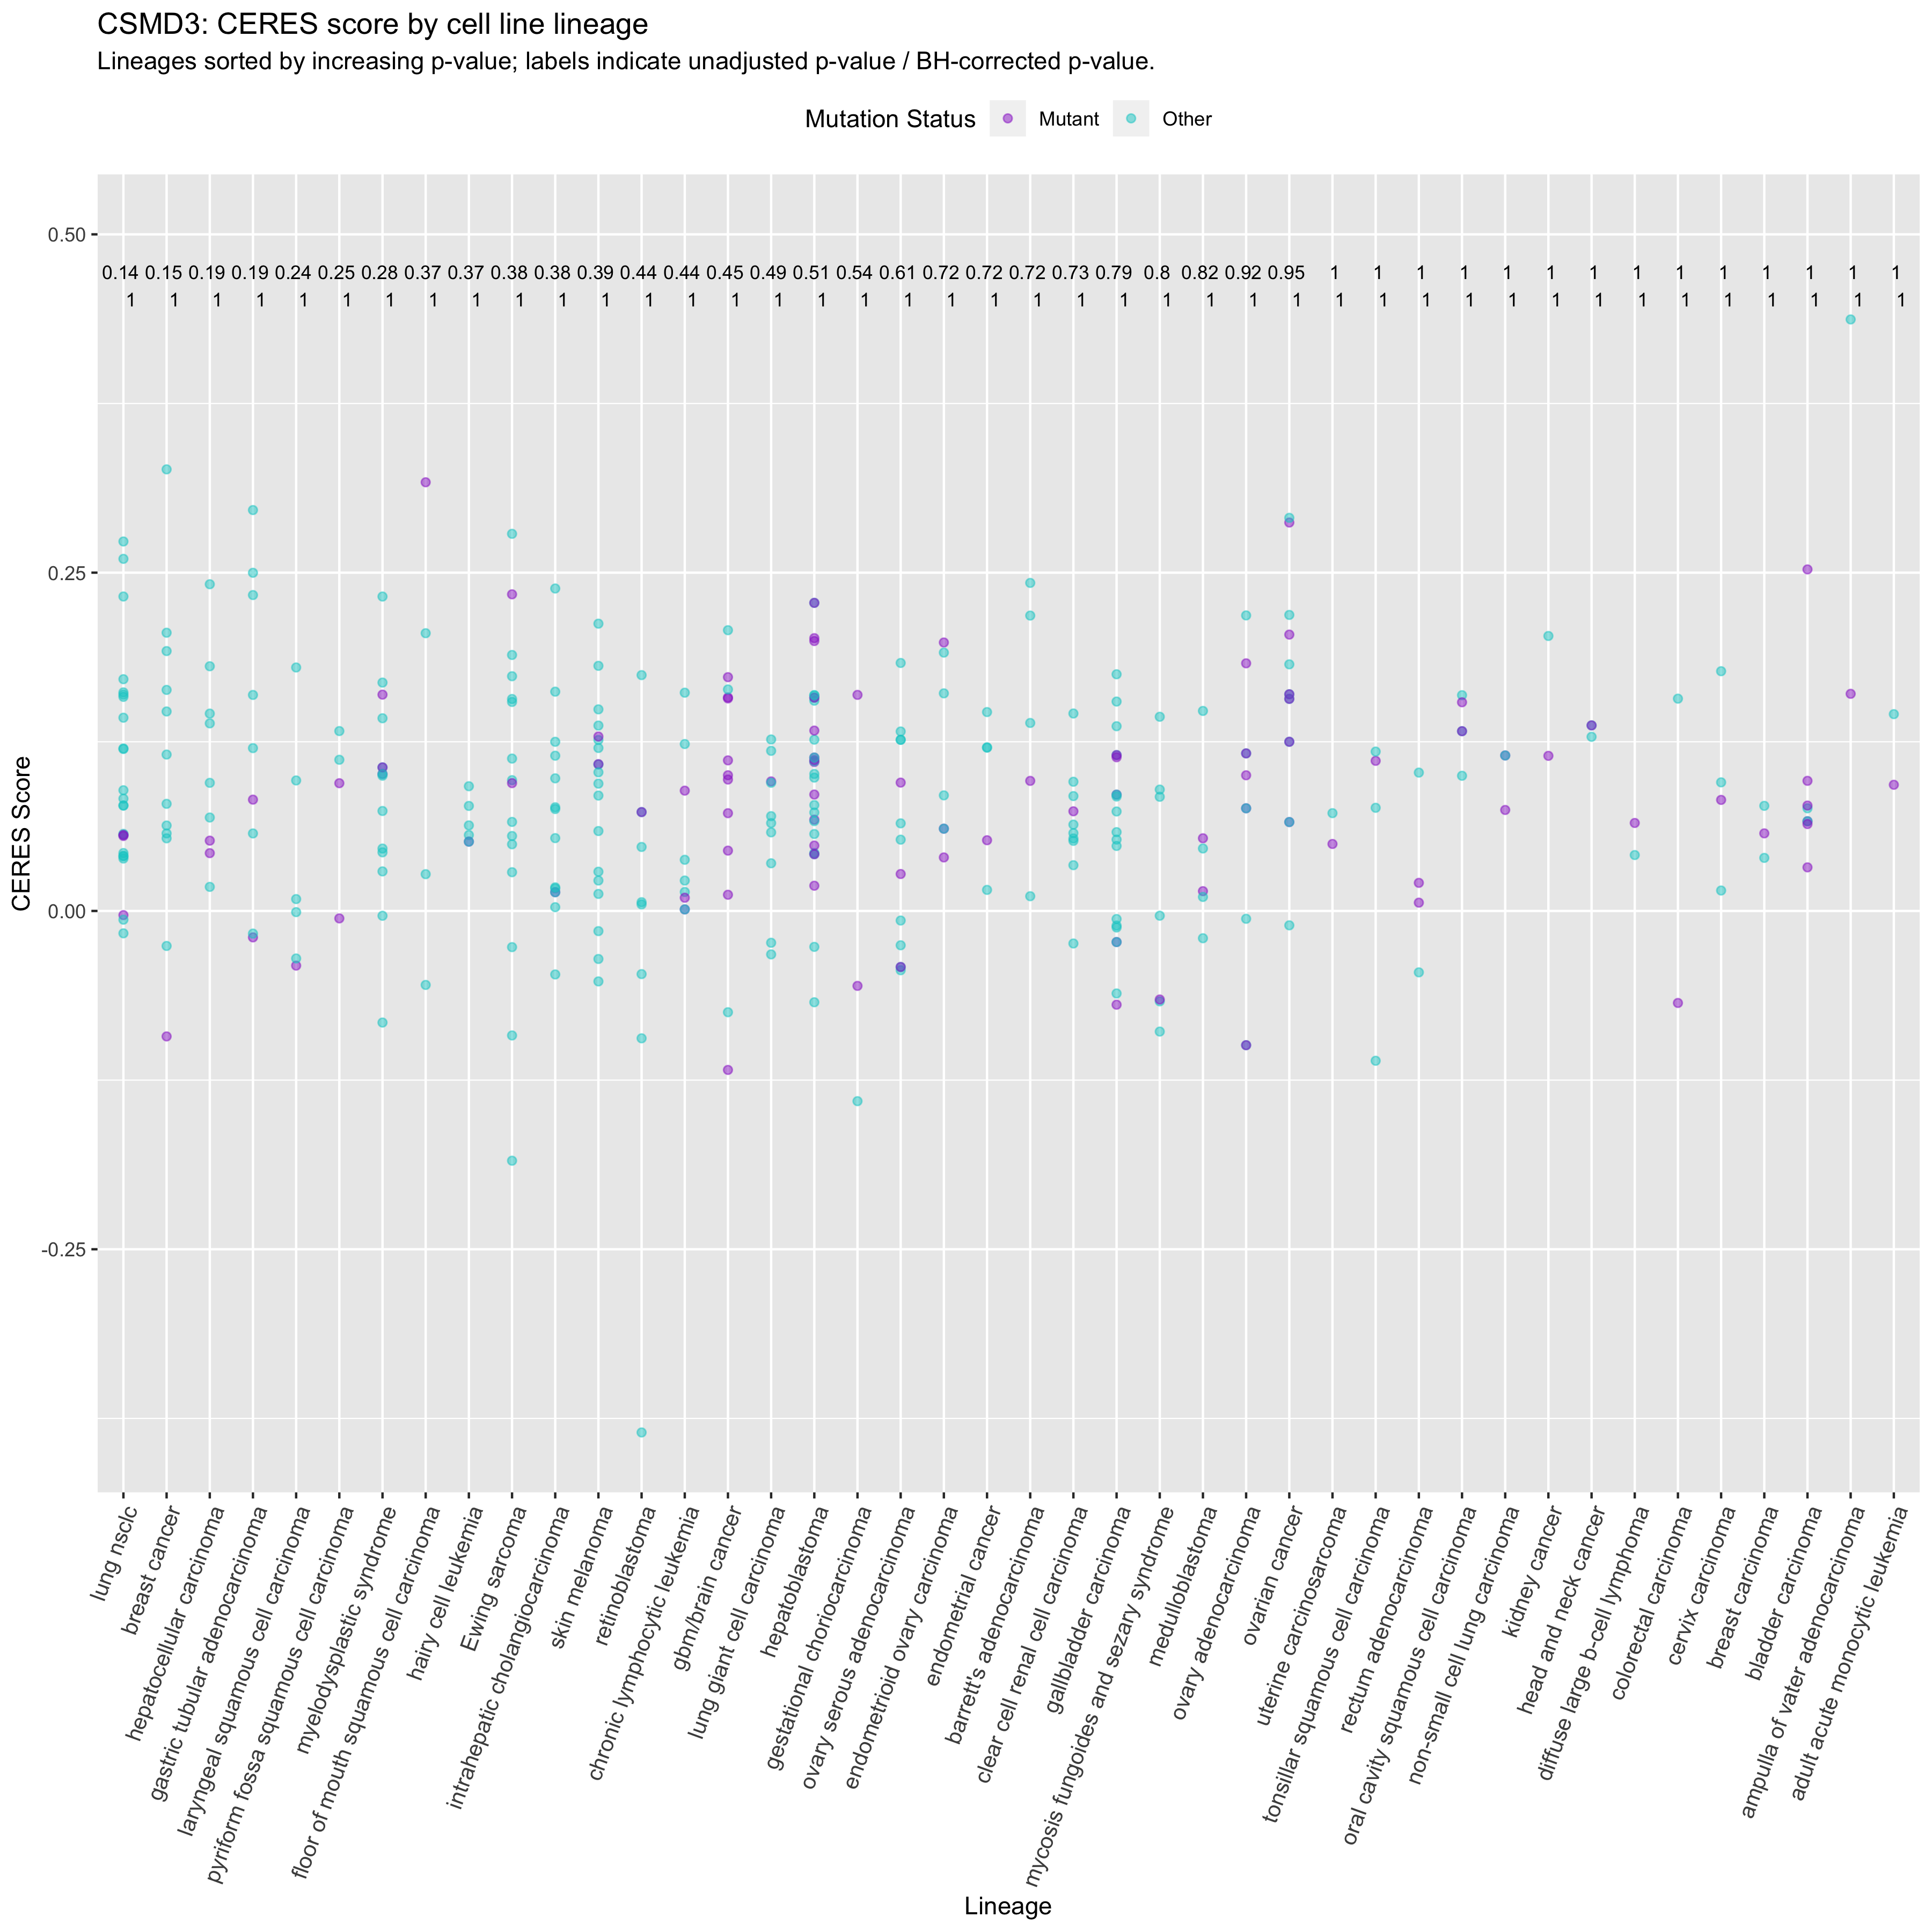 CSMD3: CERES score by cell line lineage
Lineages sorted by increasing p-value; labels indicate unadjusted p-value / BH-corrected p-value.
Mutation Status Mutant Other
0.50
0.14 0.15 0.19 0.19 0.24 0.25 0.28 0.37 0.37 0.38 0.38 0.39 0.44 0.44 0.45 0.49 0.51 0.54 0.61 0.72 0.72 0.72 0.73 0.79 0.8 0.82 0.92 0.95 1 1 1 1 1 1 1 1 1 1 1 1 1 1
1 1 1 1 1 1 1 1 1 1 1 1 1 1 1 1 1 1 1 1 1 1 1 1 1 1 1 1 1 1 1 1 1 1 1 1 1 1 1 1 1 1
0.25
0.00
-0.25
CERES Score
lung nsclc
breast cancer
hepatocellular carcinoma
gastric tubular adenocarcinoma
laryngeal squamous cell carcinoma
pyriform fossa squamous cell carcinoma
myelodysplastic syndrome
floor of mouth squamous cell carcinoma
hairy cell leukemia
Ewing sarcoma
intrahepatic cholangiocarcinoma
skin melanoma
retinoblastoma
chronic lymphocytic leukemia
gbm/brain cancer
lung giant cell carcinoma
hepatoblastoma
gestational choriocarcinoma
ovary serous adenocarcinoma
endometrioid ovary carcinoma
endometrial cancer
barrett's adenocarcinoma
clear cell renal cell carcinoma
gallbladder carcinoma
mycosis fungoides and sezary syndrome
medulloblastoma
ovary adenocarcinoma
ovarian cancer
uterine carcinosarcoma
tonsillar squamous cell carcinoma
rectum adenocarcinoma
oral cavity squamous cell carcinoma
non-small cell lung carcinoma
kidney cancer
head and neck cancer
diffuse large b-cell lymphoma
colorectal carcinoma
cervix carcinoma
breast carcinoma
bladder carcinoma
ampulla of vater adenocarcinoma
adult acute monocytic leukemia
Lineage